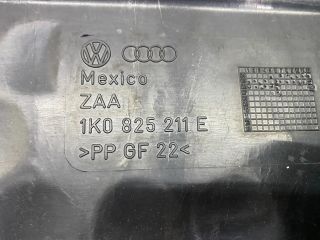 Mexico
ZAA
1K0 825 211 E
>PP GF 22<